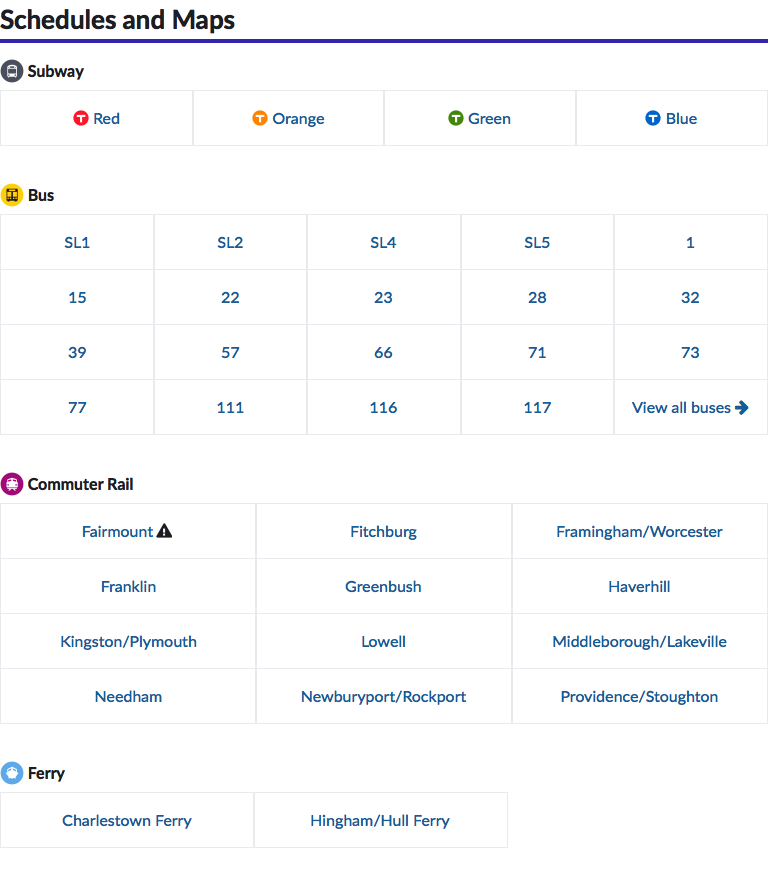 Schedules and Maps
Subway
T Red T Orange T Green T Blue
Bus
SL1 SL2 SL4 SL5 1
15 22 23 28 32
39 57 66 71 73
77 111 116 117 View all buses
Commuter Rail
Fairmount Fitchburg Framingham/Worcester
Franklin Greenbush Haverhill
Kingston/Plymouth Lowell Middleborough/Lakeville
Needham Newburyport/Rockport Providence/Stoughton
Ferry
Charlestown Ferry Hingham/Hull Ferry